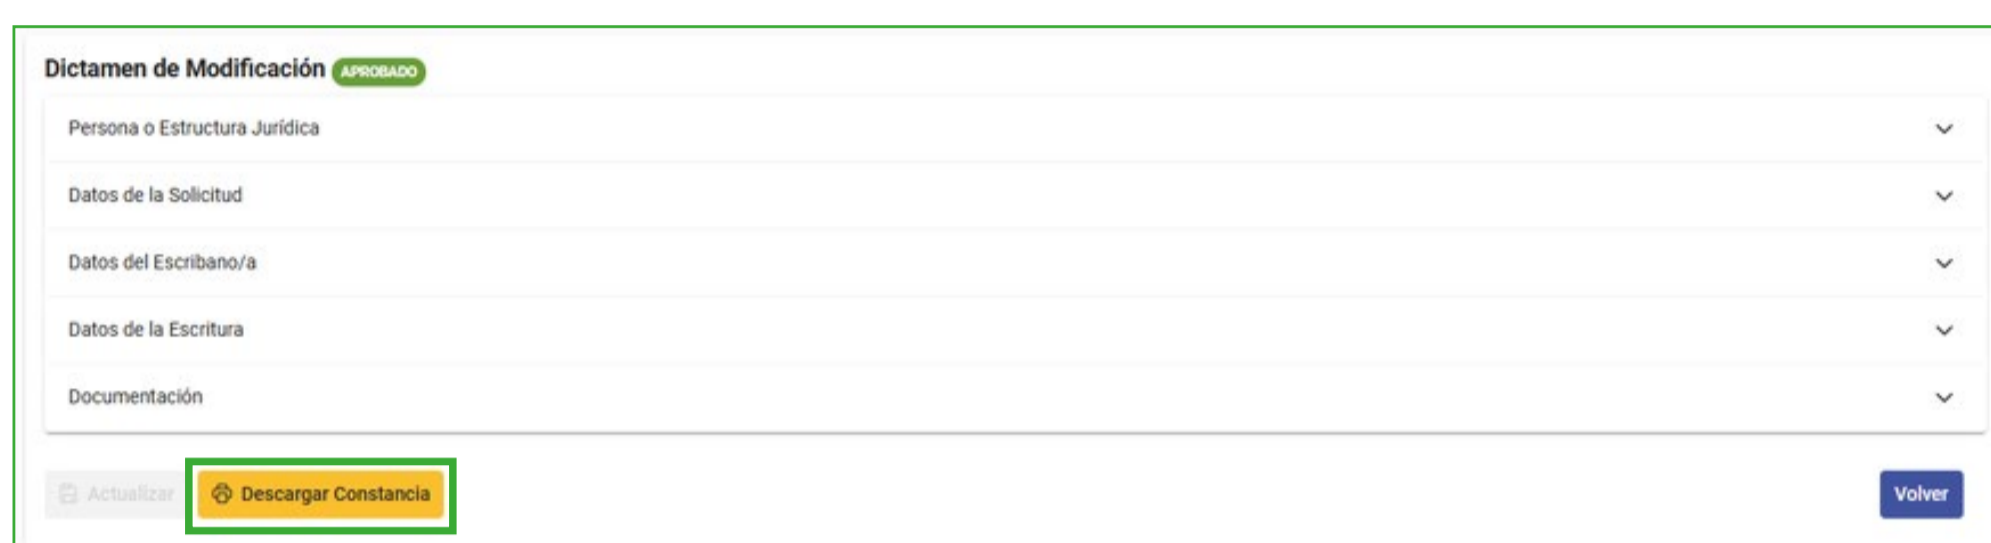 Dictamen de Modificación APROBADO
Persona o Estructura Jurídica
Datos de la Solicitud
Datos del Escribano/a
Datos de la Escritura
Documentación
Actualizar Descargar Constancia Volver